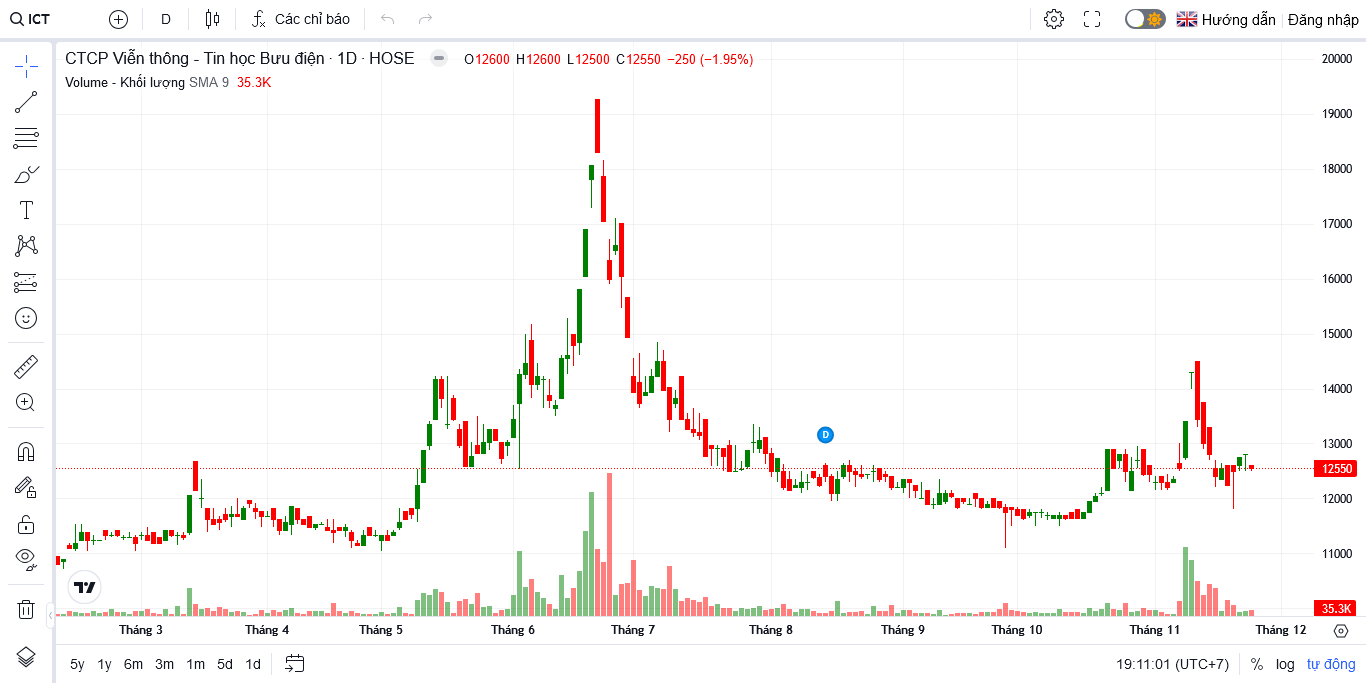 ICT D Các chỉ báo Hướng dẫn Đăng nhập
CTCP Viễn thông - Tin học Bưu điện · 1D · HOSE O12600 H12600 L12500 C12550 −250 (−1.95%)
Volume - Khối lượng SMA 9 35.3K
20000
19000
18000
17000
16000
15000
14000
13000
12550
12000
11000
35.3K
D
T
Tháng 3 Tháng 4 Tháng 5 Tháng 6 Tháng 7 Tháng 8 Tháng 9 Tháng 10 Tháng 11 Tháng 12
5y 1y 6m 3m 1m 5d 1d 19:11:01 (UTC+7) % log tự động